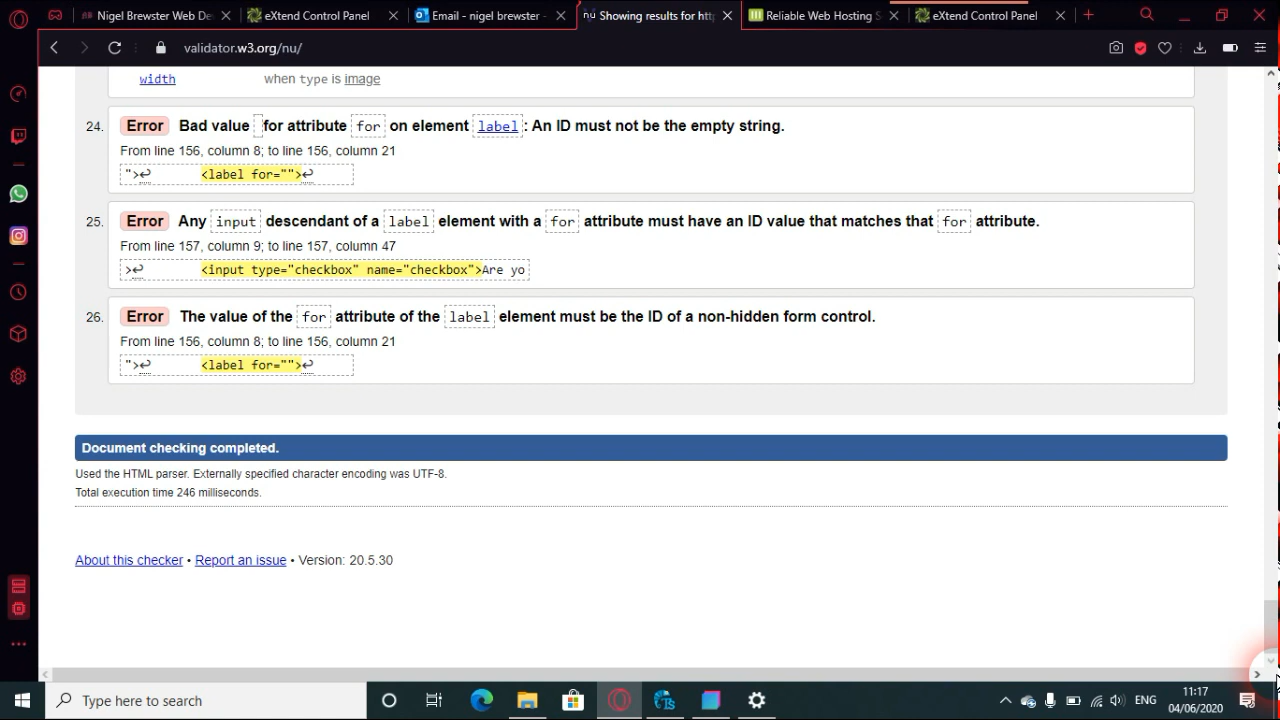 Nigel Brewster Web De
eXtend Control Panel
Email - nigel brewster -
Showing results for htt
Reliable Web Hosting S
eXtend Control Panel
validator.w3.org/nu/
width when type is image
24. Error Bad value for attribute for on element label: An ID must not be the empty string.
From line 156, column 8; to line 156, column 21
">↩ <label for="">↩
25. Error Any input descendant of a label element with a for attribute must have an ID value that matches that for attribute.
From line 157, column 9; to line 157, column 47
>↩ <input type="checkbox" name="checkbox">Are yo
26. Error The value of the for attribute of the label element must be the ID of a non-hidden form control.
From line 156, column 8; to line 156, column 21
">↩ <label for="">↩
Document checking completed.
Used the HTML parser. Externally specified character encoding was UTF-8.
Total execution time 246 milliseconds.
About this checker • Report an issue • Version: 20.5.30
Type here to search
ENG
11:17
04/06/2020